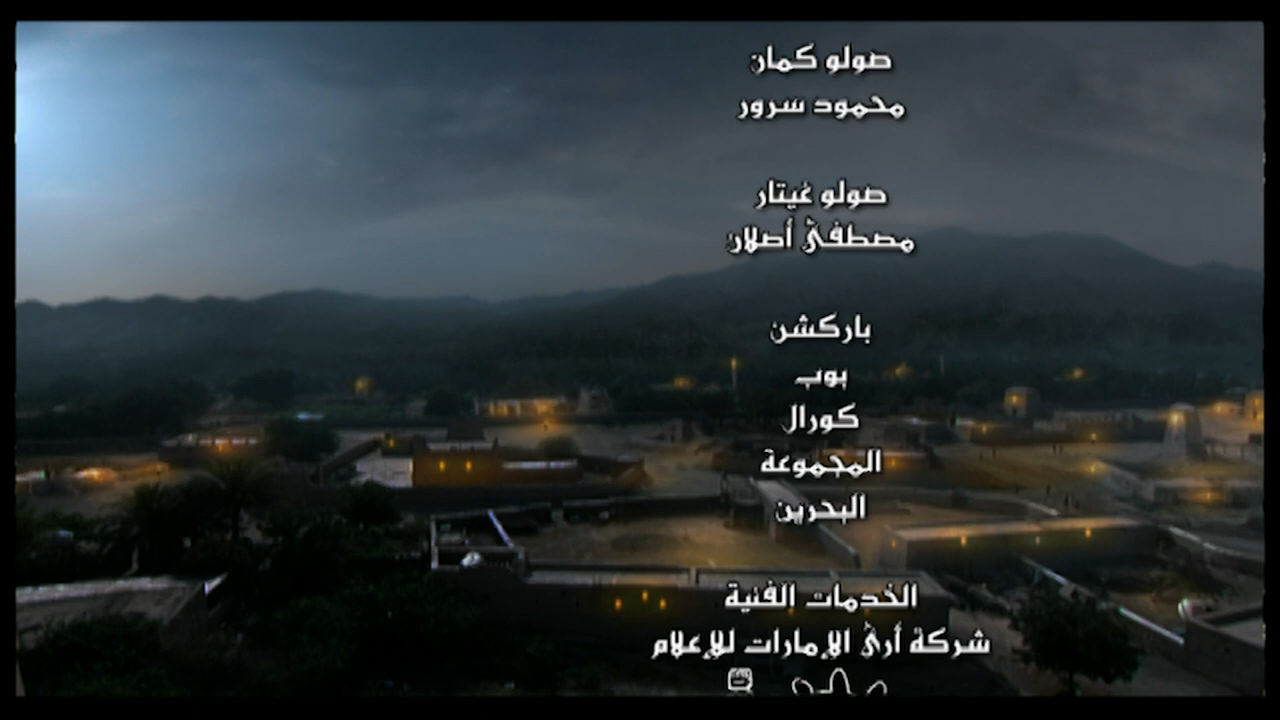 صولو كمان
محمود سرور
صولو غيتار
مصطفى أصلان
باركشن
بوب
كورال
المجموعة
البحرين
الخدمات الفنية
شركة أرى الإمارات للإعلام